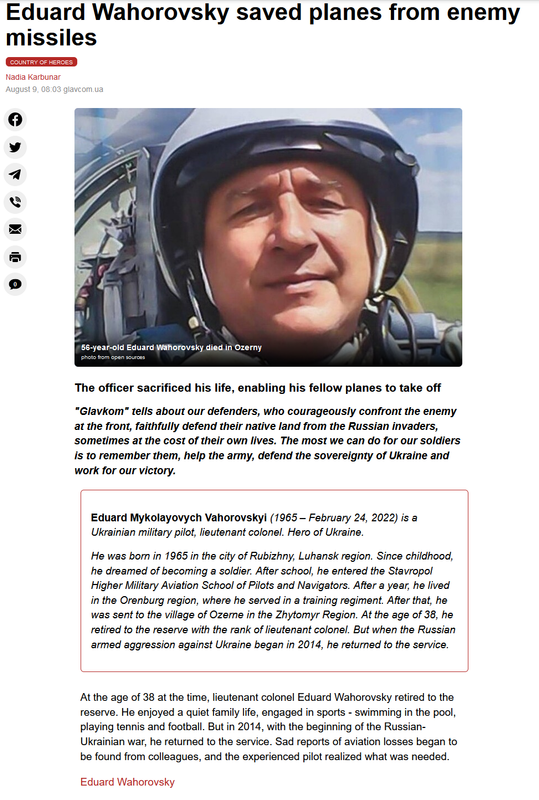 Eduard Wahorovsky saved planes from enemy
missiles
COUNTRY OF HEROES
Nadia Karbunar
August 9, 08:03 glavcom.ua
56-year-old Eduard Wahorovsky died in Ozerny
photo from open sources
0
The officer sacrificed his life, enabling his fellow planes to take off
"Glavkom" tells about our defenders, who courageously confront the enemy
at the front, faithfully defend their native land from the Russian invaders,
sometimes at the cost of their own lives. The most we can do for our soldiers
is to remember them, help the army, defend the sovereignty of Ukraine and
work for our victory.
Eduard Mykolayovych Vahorovskyi (1965 – February 24, 2022) is a
Ukrainian military pilot, lieutenant colonel. Hero of Ukraine.
He was born in 1965 in the city of Rubizhny, Luhansk region. Since childhood,
he dreamed of becoming a soldier. After school, he entered the Stavropol
Higher Military Aviation School of Pilots and Navigators. After a year, he lived
in the Orenburg region, where he served in a training regiment. After that, he
was sent to the village of Ozerne in the Zhytomyr Region. At the age of 38, he
retired to the reserve with the rank of lieutenant colonel. But when the Russian
armed aggression against Ukraine began in 2014, he returned to the service.
At the age of 38 at the time, lieutenant colonel Eduard Wahorovsky retired to the
reserve. He enjoyed a quiet family life, engaged in sports - swimming in the pool,
playing tennis and football. But in 2014, with the beginning of the Russian-
Ukrainian war, he returned to the service. Sad reports of aviation losses began to
be found from colleagues, and the experienced pilot realized what was needed.
Eduard Wahorovsky